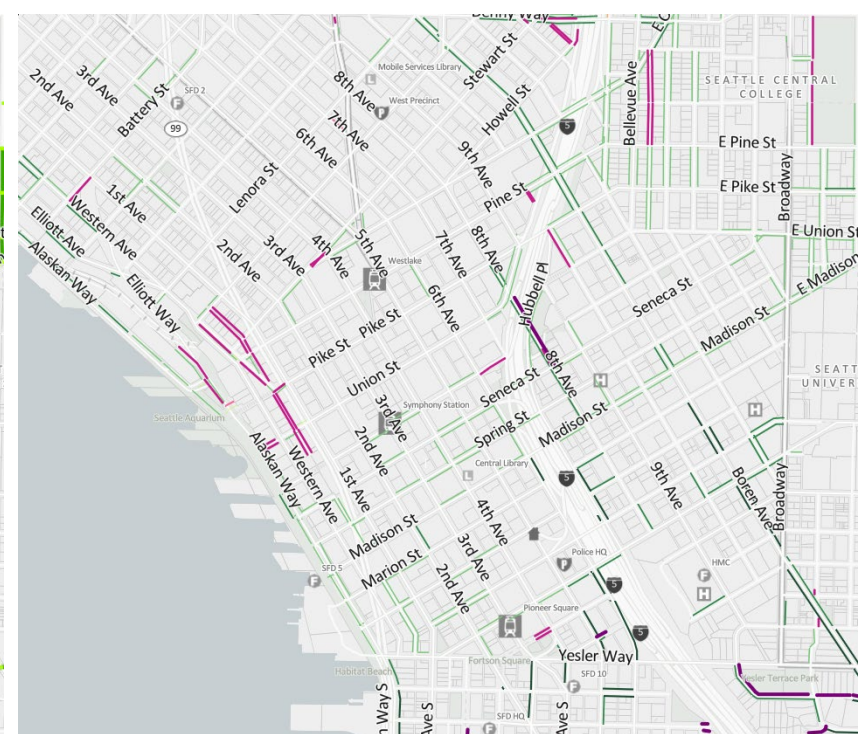 Denny Way
E C
3rd Ave
2nd Ave
8th Ave
Mobile Services Library
Stewart St
L
Bellevue Ave
SEATTLE CENTRAL
COLLEGE
SFD 2
F
Battery St
West Precinct
P
7th Ave
Howell St
99
6th Ave
5
9th Ave
E Pine St
Pine St
Lenora St
E Pike St
Broadway
1st Ave
Western Ave
Elliott Ave
Alaskan Way
2nd Ave
3rd Ave
4th Ave
5th Ave
7th Ave
8th Ave
E Union St
Westlake
E Madison
Elliott Way
6th Ave
Hubbell Pl
Seneca St
Pike St
Pike St
Madison St
Union St
8th Ave
SEATT
UNIVER
Seneca St
H
Seattle Aquarium
Symphony Station
3rd Ave
2nd Ave
Spring St
Madison St
H
Alaskan Way
Western Ave
1st Ave
Central Library
L
5
9th Ave
Boren Ave
Broadway
4th Ave
3rd Ave
Madison St
Marion St
2nd Ave
Police HQ
P
SFD 5
F
HMC
F
H
5
Pioneer Square
5
Yesler Way
Habitat Beach
Fortson Square
SFD 10
F
Yesler Terrace Park
n Way S
Ave S
SFD HQ
F
Ave S